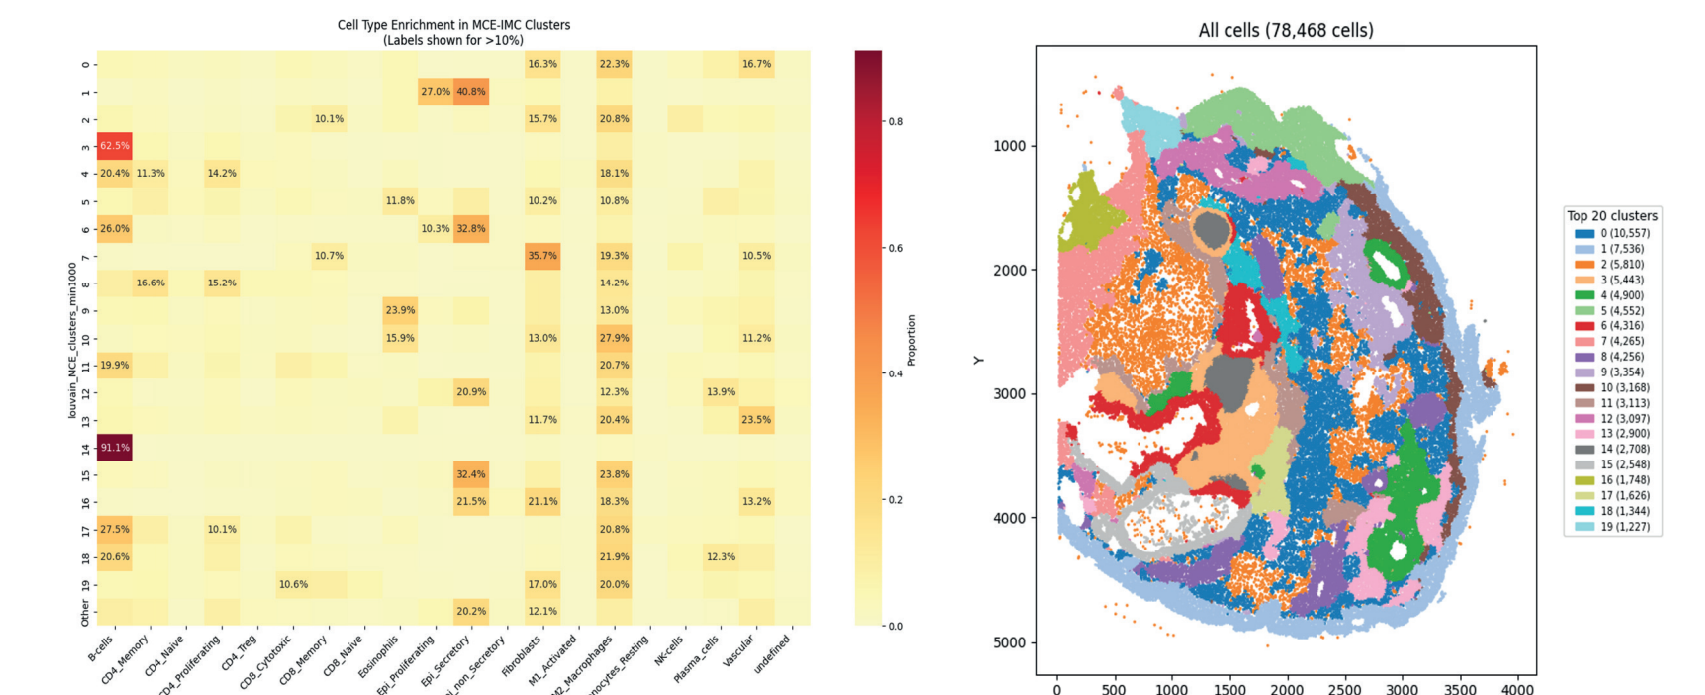 Cell Type Enrichment in MCE-IMC Clusters
(Labels shown for >10%)
louvain_NCE_clusters_min1000
0 16.3% 22.3% 16.7%
1 27.0% 40.8%
2 10.1% 15.7% 20.8%
3 62.5%
4 20.4% 11.3% 14.2% 18.1%
5 11.8% 10.2% 10.8%
6 26.0% 10.3% 32.8%
7 10.7% 35.7% 19.3% 10.5%
8 16.6% 15.2% 14.2%
9 23.9% 13.0%
10 15.9% 13.0% 27.9% 11.2%
11 19.9% 20.7%
12 20.9% 12.3% 13.9%
13 11.7% 20.4% 23.5%
14 91.1%
15 32.4% 23.8%
16 21.5% 21.1% 18.3% 13.2%
17 27.5% 10.1% 20.8%
18 20.6% 21.9% 12.3%
19 10.6% 17.0% 20.0%
Other 20.2% 12.1%
B-cells
CD4_Memory
CD4_Naive
CD4_Proliferating
CD4_Treg
CD8_Cytotoxic
CD8_Memory
CD8_Naive
Eosinophils
Epi_Proliferating
Epi_Secretory
pi_non_Secretory
Fibroblasts
M1_Activated
M2_Macrophages
nocytes_Resting
NK-cells
Plasma_cells
Vascular
undefined
0.8
0.6
0.4
0.2
0.0
Proportion
All cells (78,468 cells)
Y
1000
2000
3000
4000
5000
0 500 1000 1500 2000 2500 3000 3500 4000
Top 20 clusters
0 (10,557)
1 (7,536)
2 (5,810)
3 (5,443)
4 (4,900)
5 (4,552)
6 (4,316)
7 (4,265)
8 (4,256)
9 (3,354)
10 (3,168)
11 (3,113)
12 (3,097)
13 (2,900)
14 (2,708)
15 (2,548)
16 (1,748)
17 (1,626)
18 (1,344)
19 (1,227)